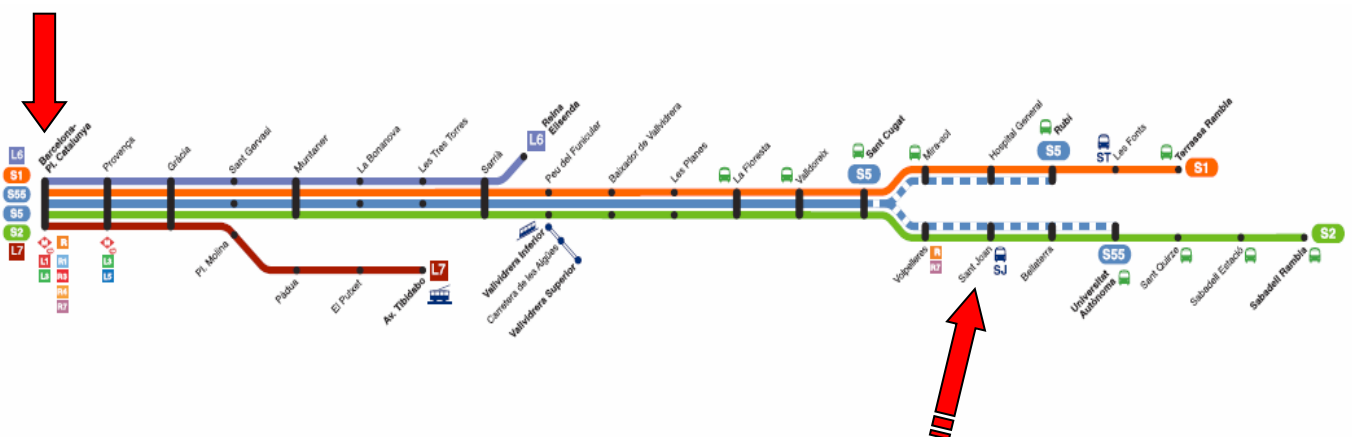 L6
S1
S55
S5
S2
L7
Barcelona-
Pl. Catalunya
Provença
Gràcia
Sant Gervasi
Muntaner
La Bonanova
Les Tres Torres
Sarrià
L6
Reina
Elisenda
Peu del Funicular
Baixador de Vallvidrera
Les Planes
La Floresta
Valldoreix
Sant Cugat
S5
Mira-sol
Hospital General
Rubí
S5
ST
Les Fonts
Terrassa Rambla
S1
Pl. Molina
Pàdua
El Putxet
Av. Tibidabo
L7
Vallvidrera Inferior
Carretera de les Aigües
Vallvidrera Superior
Volpelleres
R
R7
Sant Joan
SJ
Bellaterra
Universitat
Autònoma
S55
Sant Quirze
Sabadell Estació
Sabadell Rambla
S2
M
R
L1
R1
L3
R3
R4
R7
M
L3
L5